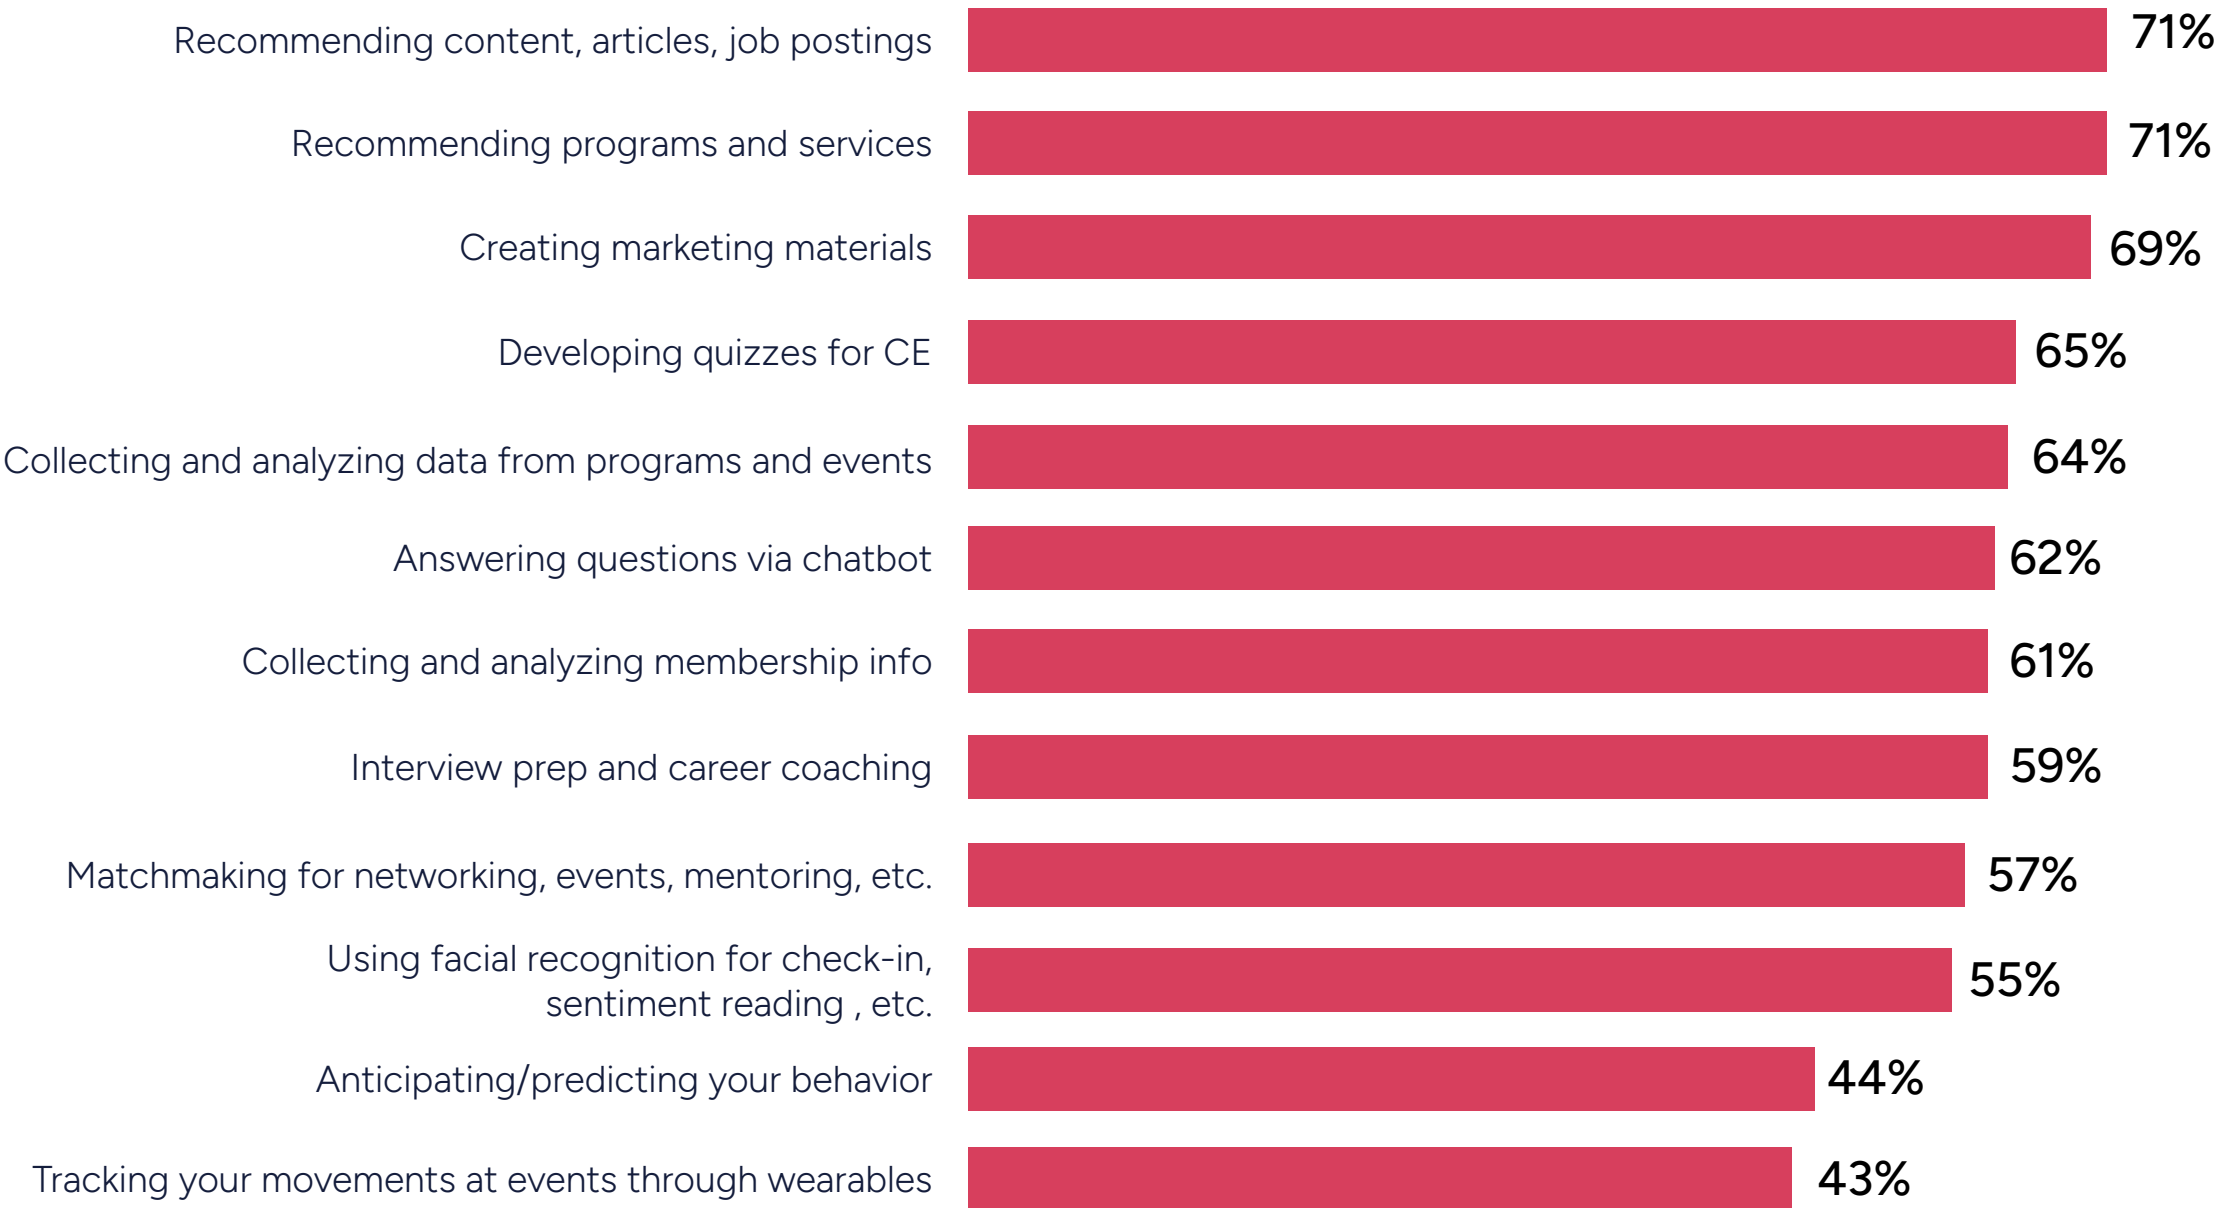 Recommending content, articles, job postings 71%
Recommending programs and services 71%
Creating marketing materials 69%
Developing quizzes for CE 65%
Collecting and analyzing data from programs and events 64%
Answering questions via chatbot 62%
Collecting and analyzing membership info 61%
Interview prep and career coaching 59%
Matchmaking for networking, events, mentoring, etc. 57%
Using facial recognition for check-in,
sentiment reading , etc. 55%
Anticipating/predicting your behavior 44%
Tracking your movements at events through wearables 43%